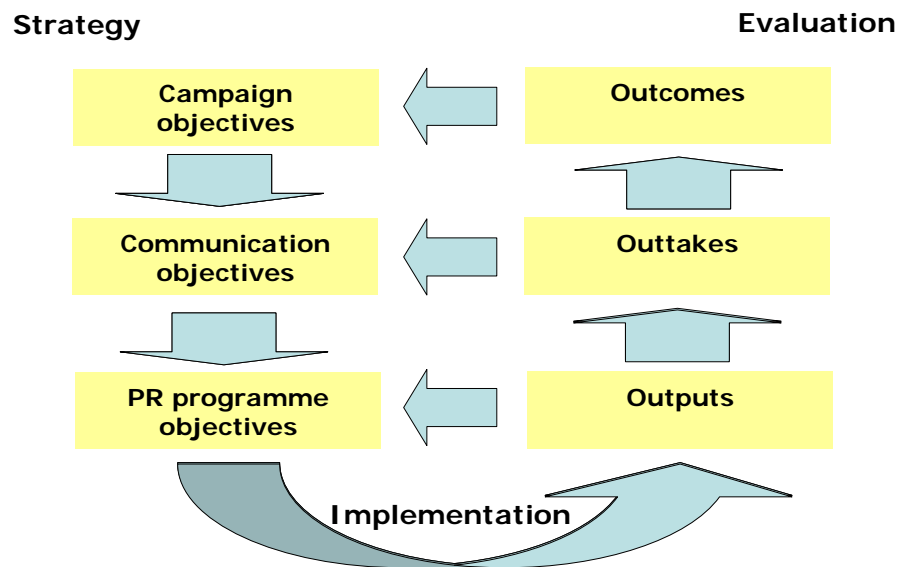 Strategy
Evaluation
Campaign
objectives
Outcomes
Communication
objectives
Outtakes
PR programme
objectives
Outputs
Implementation